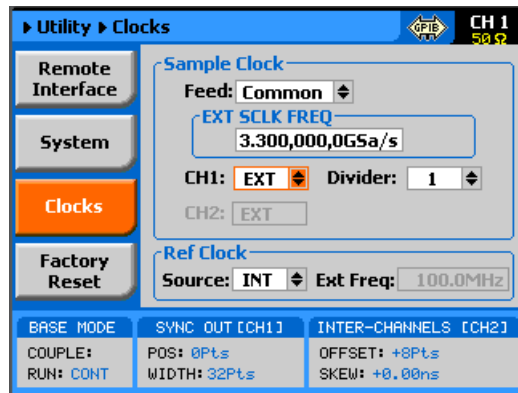 ▸ Utility ▸ Clocks
GPIB
CH 1
50 Ω
Remote Interface
System
Clocks
Factory Reset
Sample Clock
Feed: Common
EXT SCLK FREQ
3.300,000,0GSa/s
CH1: EXT Divider: 1
CH2: EXT
Ref Clock
Source: INT Ext Freq: 100.0MHz
BASE MODE
COUPLE:
RUN: CONT
SYNC OUT [CH1]
POS: 0Pts
WIDTH: 32Pts
INTER-CHANNELS [CH2]
OFFSET: +8Pts
SKEW: +0.00ns